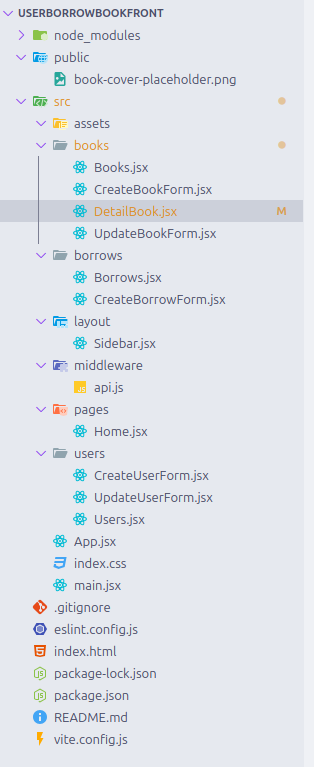 USERBORROWBOOKFRONT
node_modules
public
book-cover-placeholder.png
src
assets
books
Books.jsx
CreateBookForm.jsx
DetailBook.jsx M
UpdateBookForm.jsx
borrows
Borrows.jsx
CreateBorrowForm.jsx
layout
Sidebar.jsx
middleware
JS api.js
pages
Home.jsx
users
CreateUserForm.jsx
UpdateUserForm.jsx
Users.jsx
App.jsx
index.css
main.jsx
.gitignore
eslint.config.js
index.html
package-lock.json
package.json
README.md
vite.config.js